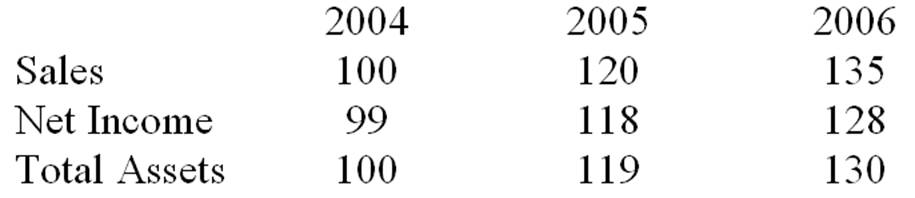 2004 2005 2006
Sales 100 120 135
Net Income 99 118 128
Total Assets 100 119 130